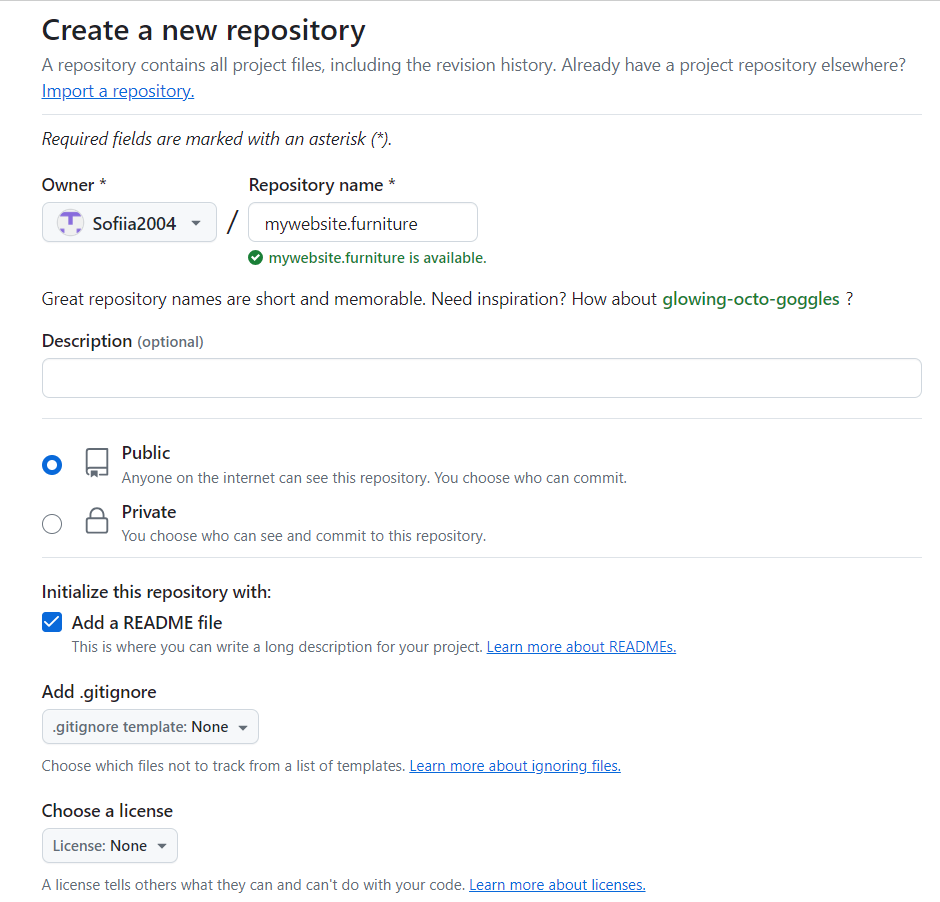 Create a new repository
A repository contains all project files, including the revision history. Already have a project repository elsewhere?
Import a repository.
Required fields are marked with an asterisk (*).
Owner * Repository name *
Sofiia2004 / mywebsite.furniture
mywebsite.furniture is available.
Great repository names are short and memorable. Need inspiration? How about glowing-octo-goggles ?
Description (optional)
Public
Anyone on the internet can see this repository. You choose who can commit.
Private
You choose who can see and commit to this repository.
Initialize this repository with:
Add a README file
This is where you can write a long description for your project. Learn more about READMEs.
Add .gitignore
.gitignore template: None
Choose which files not to track from a list of templates. Learn more about ignoring files.
Choose a license
License: None
A license tells others what they can and can't do with your code. Learn more about licenses.